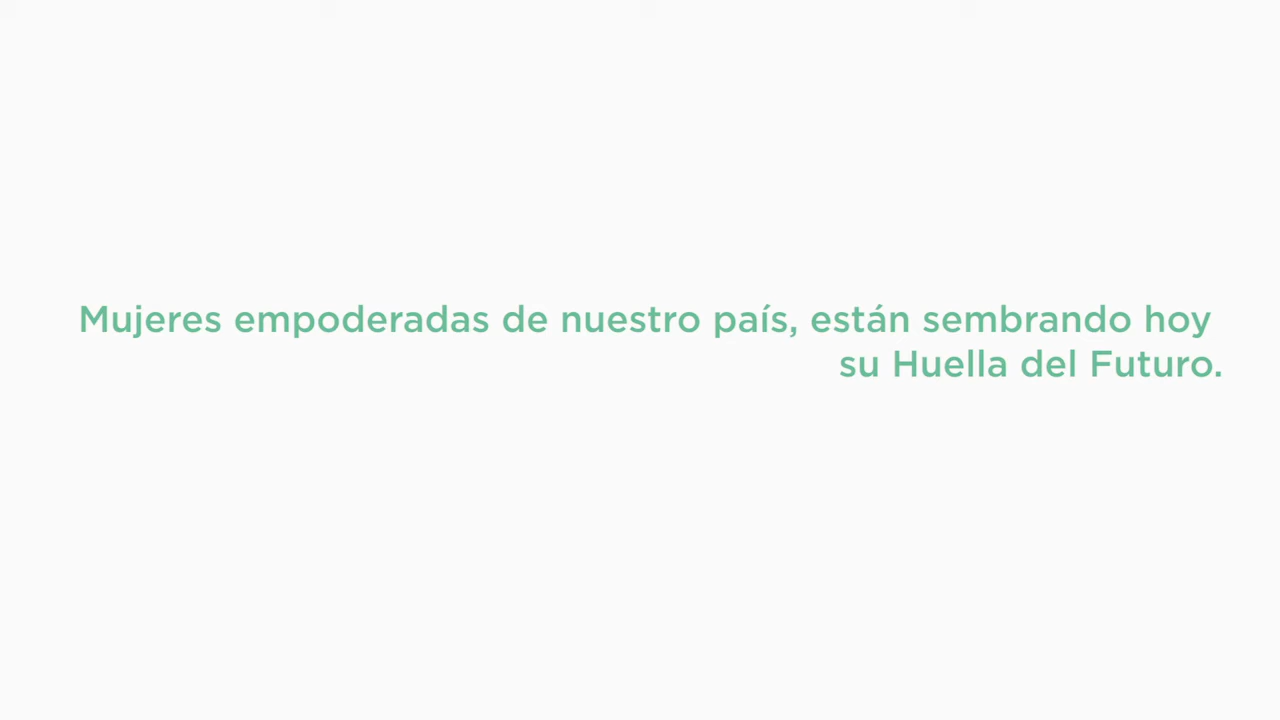 Mujeres empoderadas de nuestro país, están sembrando hoy
su Huella del Futuro.